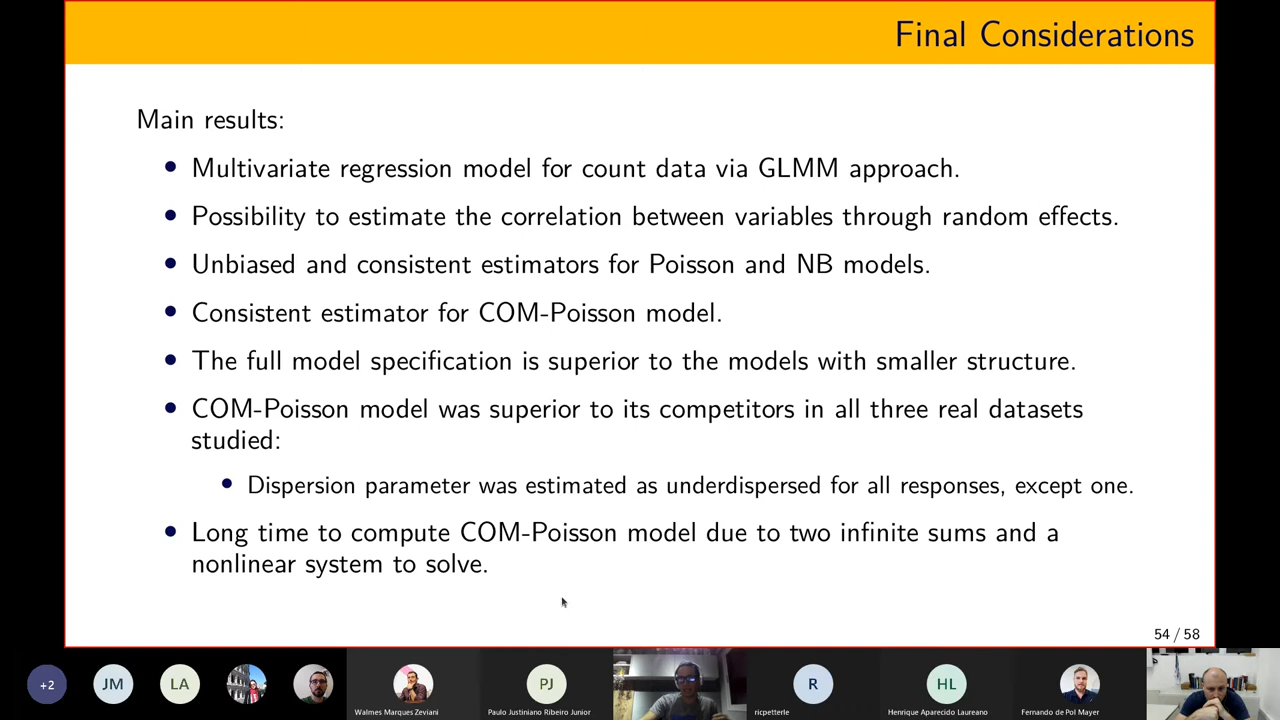 Final Considerations
Main results:
Multivariate regression model for count data via GLMM approach.
Possibility to estimate the correlation between variables through random effects.
Unbiased and consistent estimators for Poisson and NB models.
Consistent estimator for COM-Poisson model.
The full model specification is superior to the models with smaller structure.
COM-Poisson model was superior to its competitors in all three real datasets
studied:
Dispersion parameter was estimated as underdispersed for all responses, except one.
Long time to compute COM-Poisson model due to two infinite sums and a
nonlinear system to solve.
54 / 58
+2
JM
LA
PJ
R
HL
Walmes Marques Zeviani
Paulo Justiniano Ribeiro Junior
ricpetterle
Henrique Aparecido Laureano
Fernando de Pol Mayer